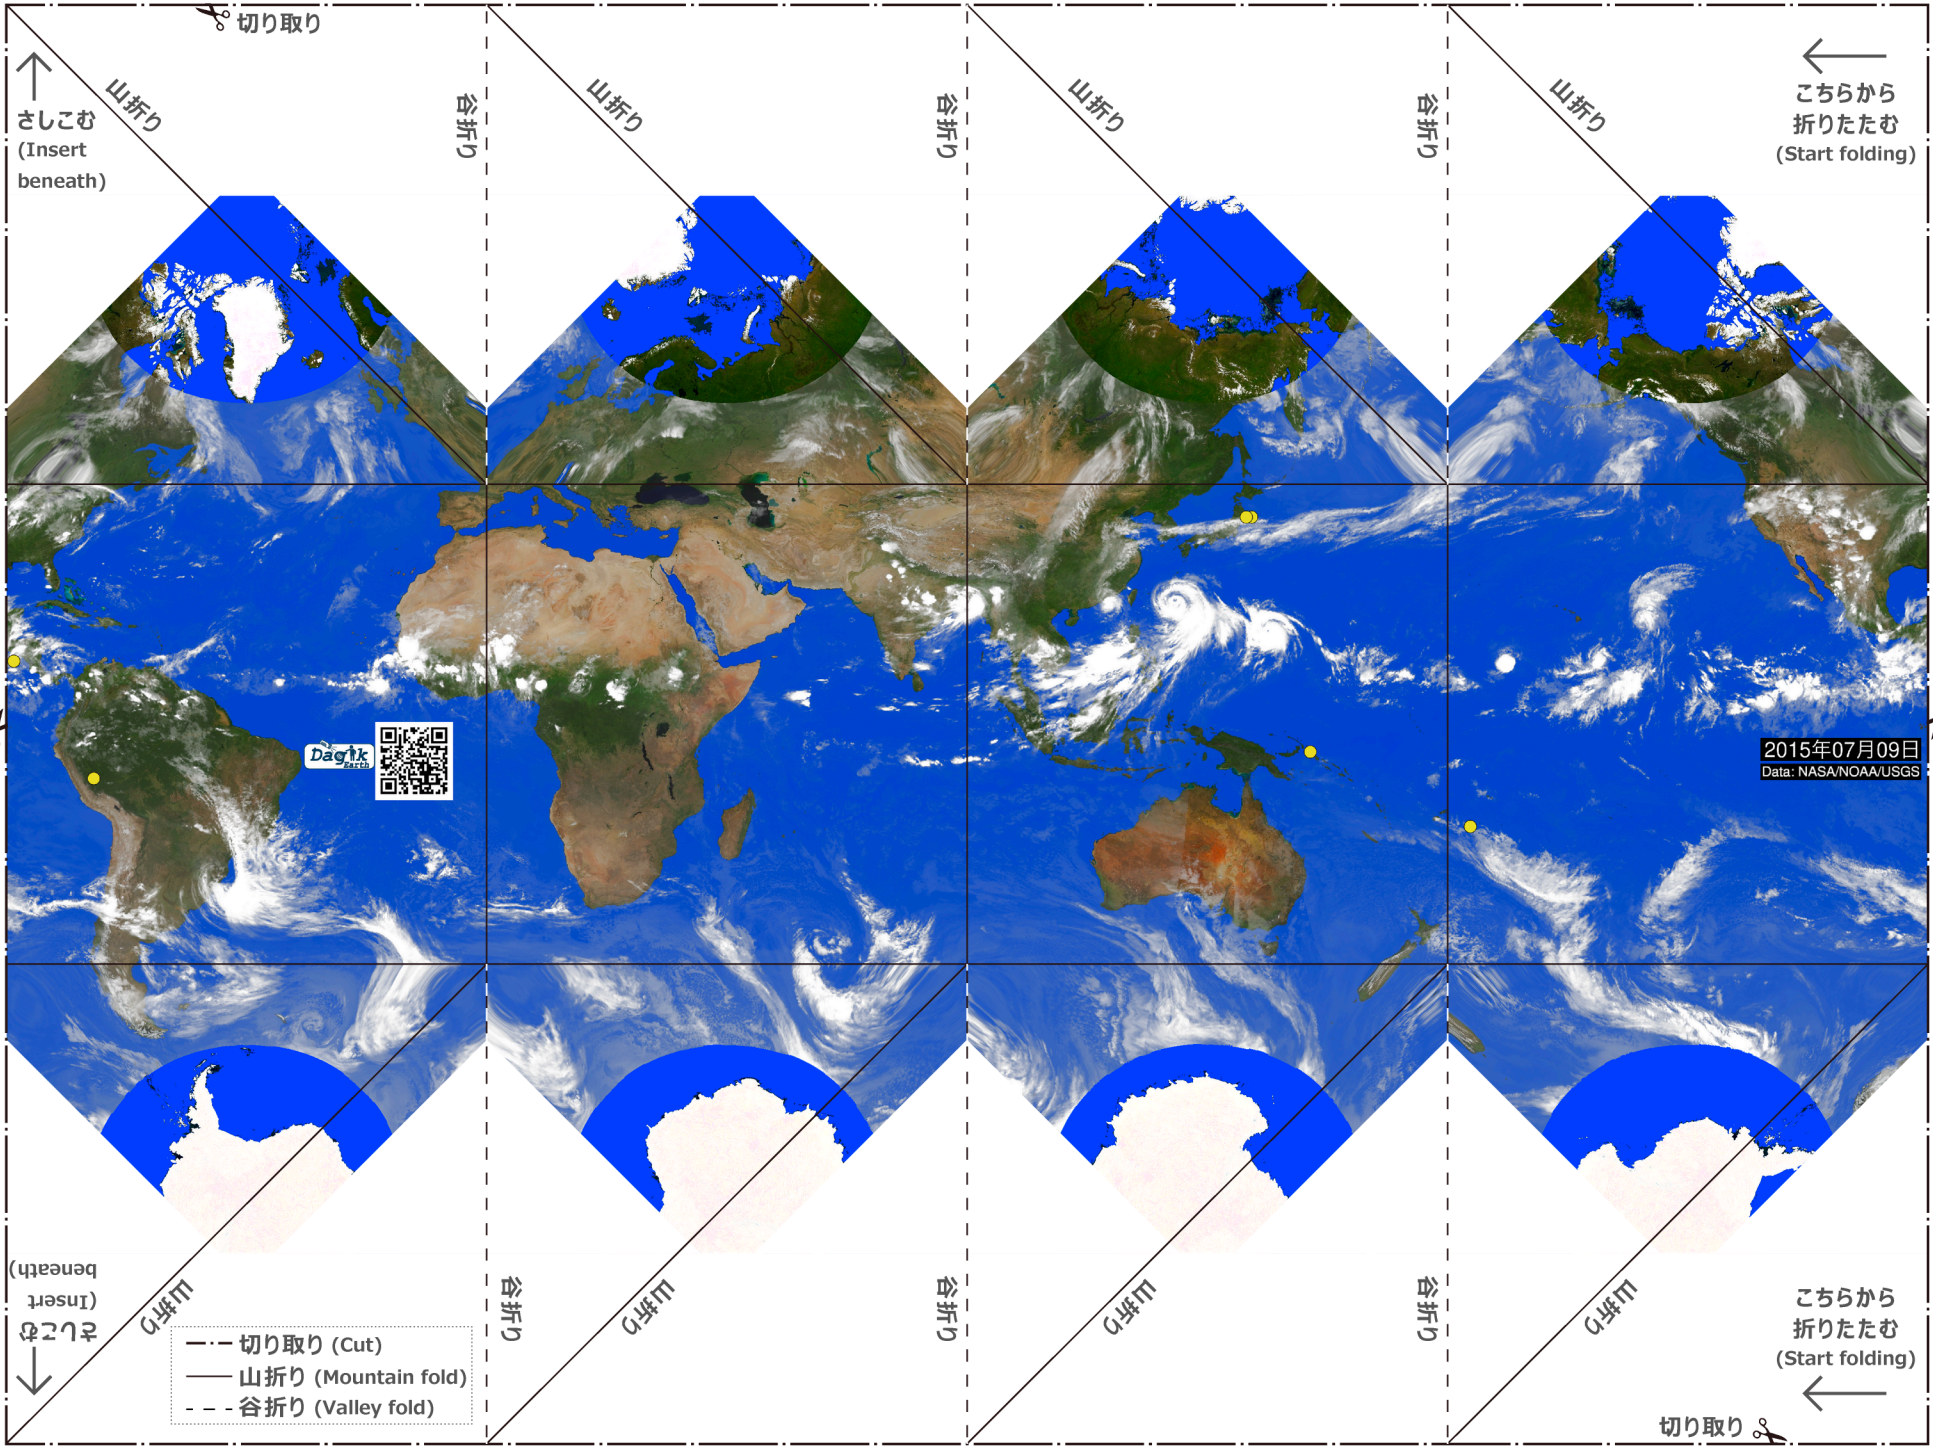 切り取り
山折り
谷折り
山折り
谷折り
山折り
谷折り
山折り
さしこむ
(Insert
beneath)
こちらから
折りたたむ
(Start folding)
Dagik
Earth
2015年07月09日
Data: NASA/NOAA/USGS
さしこむ
(Insert
beneath)
山折り
谷折り
山折り
谷折り
山折り
谷折り
山折り
こちらから
折りたたむ
(Start folding)
切り取り (Cut)
山折り (Mountain fold)
谷折り (Valley fold)
切り取り